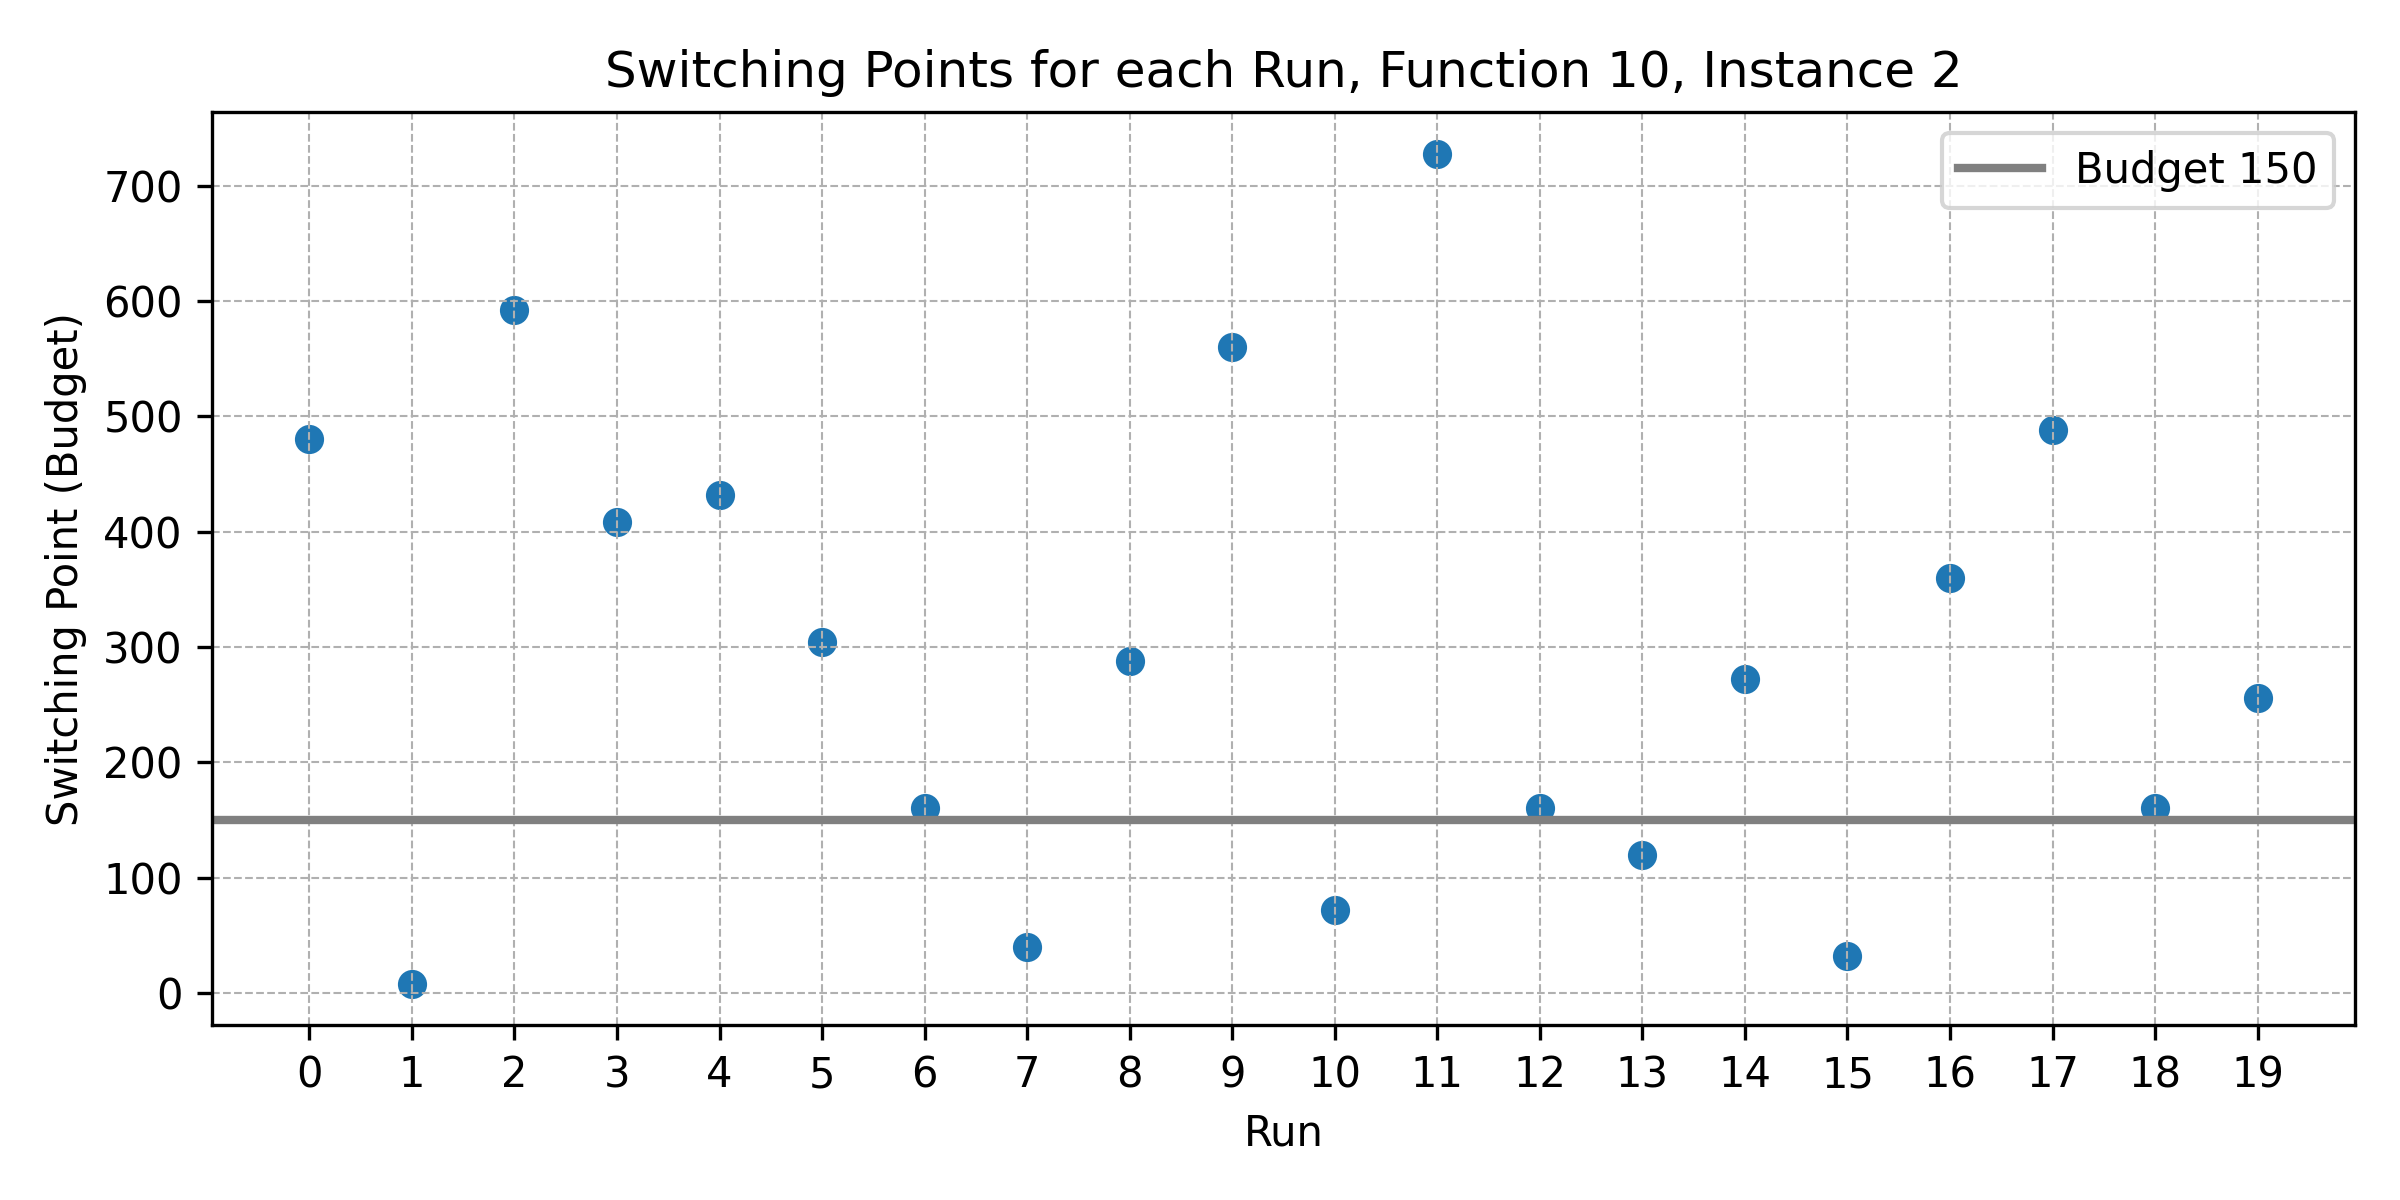 Switching Points for each Run, Function 10, Instance 2
Budget 150
Switching Point (Budget)
700
600
500
400
300
200
100
0
0 1 2 3 4 5 6 7 8 9 10 11 12 13 14 15 16 17 18 19
Run